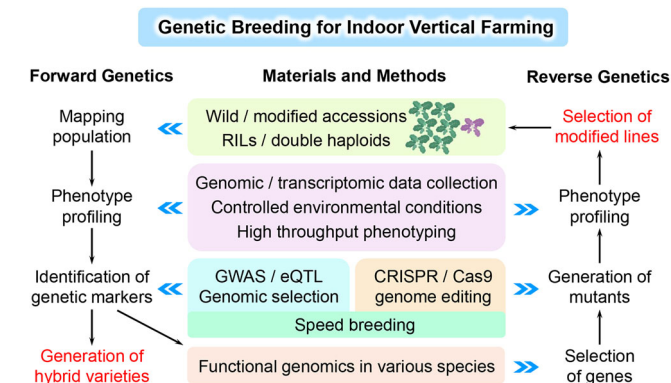 Genetic Breeding for Indoor Vertical Farming
Forward Genetics
Materials and Methods
Reverse Genetics
Mapping
population
Wild / modified accessions
RILs / double haploids
Selection of
modified lines
Phenotype
profiling
Genomic / transcriptomic data collection
Controlled environmental conditions
High throughput phenotyping
Phenotype
profiling
Identification of
genetic markers
GWAS / eQTL
Genomic selection
CRISPR / Cas9
genome editing
Generation of
mutants
Speed breeding
Generation of
hybrid varieties
Functional genomics in various species
Selection
of genes